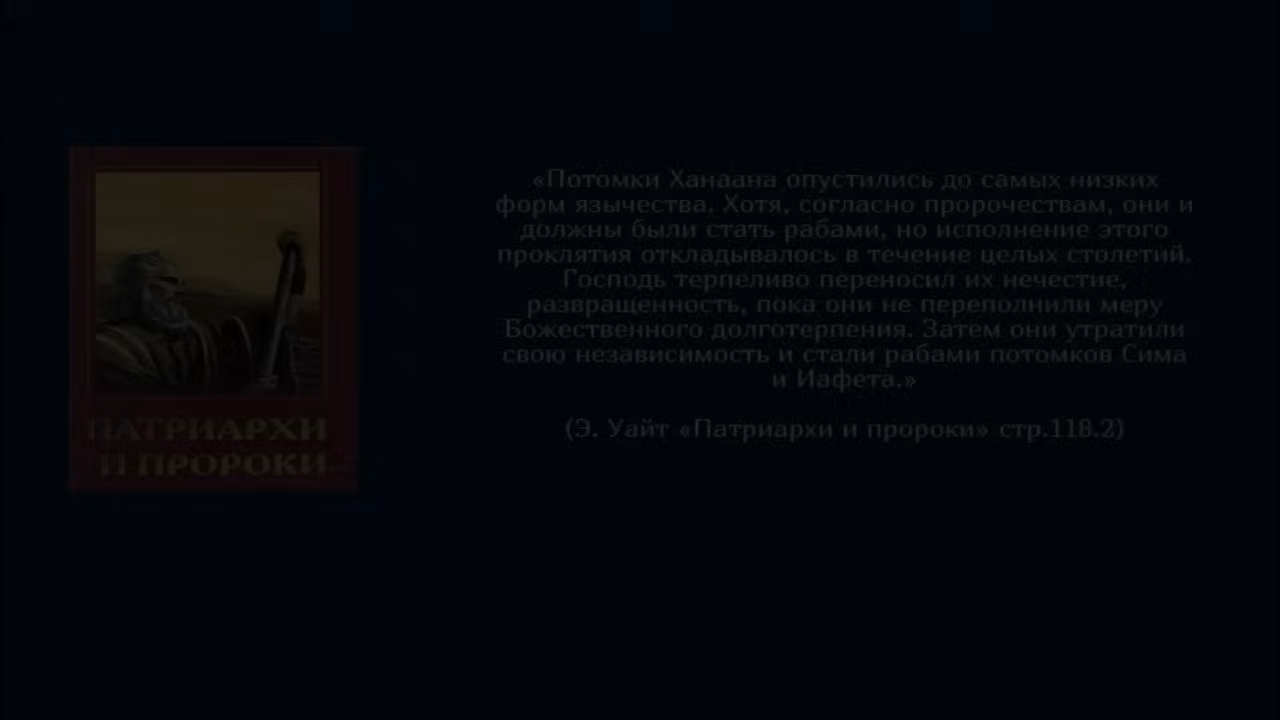 ПАТРИАРХИ
И ПРОРОКИ
«Потомки Ханаана опустились до самых низких
форм язычества. Хотя, согласно пророчествам, они и
должны были стать рабами, но исполнение этого
проклятия откладывалось в течение целых столетий.
Господь терпеливо переносил их нечестие,
развращенность, пока они не переполнили меру
Божественного долготерпения. Затем они утратили
свою независимость и стали рабами потомков Сима
и Иафета.»
(Э. Уайт «Патриархи и пророки» стр.118.2)